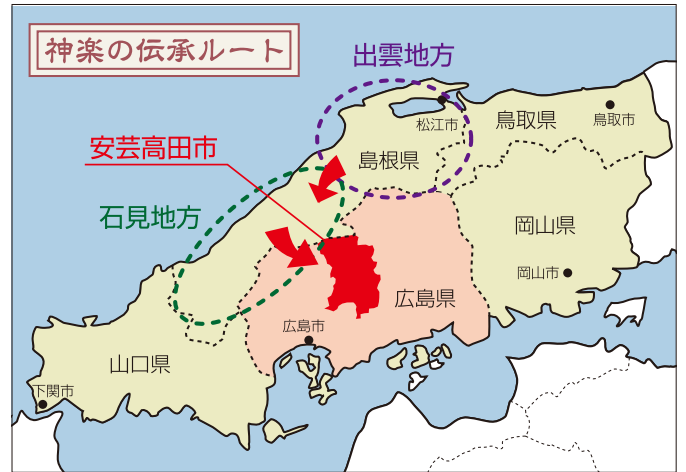 神楽の伝承ルート
出雲地方
松江市
鳥取県
鳥取市
安芸高田市
島根県
石見地方
岡山県
岡山市
広島県
広島市
山口県
下関市